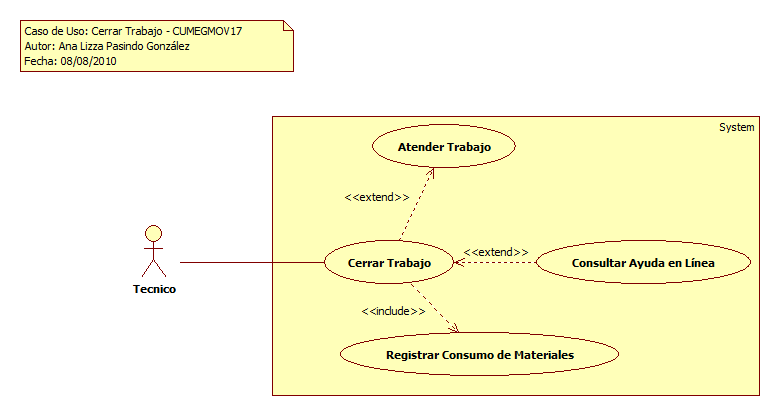 Caso de Uso: Cerrar Trabajo - CUMEGMOV17
Autor: Ana Lizza Pasindo González
Fecha: 08/08/2010
System
Atender Trabajo
<<extend>>
Tecnico
Cerrar Trabajo
<<extend>>
Consultar Ayuda en Línea
<<include>>
Registrar Consumo de Materiales